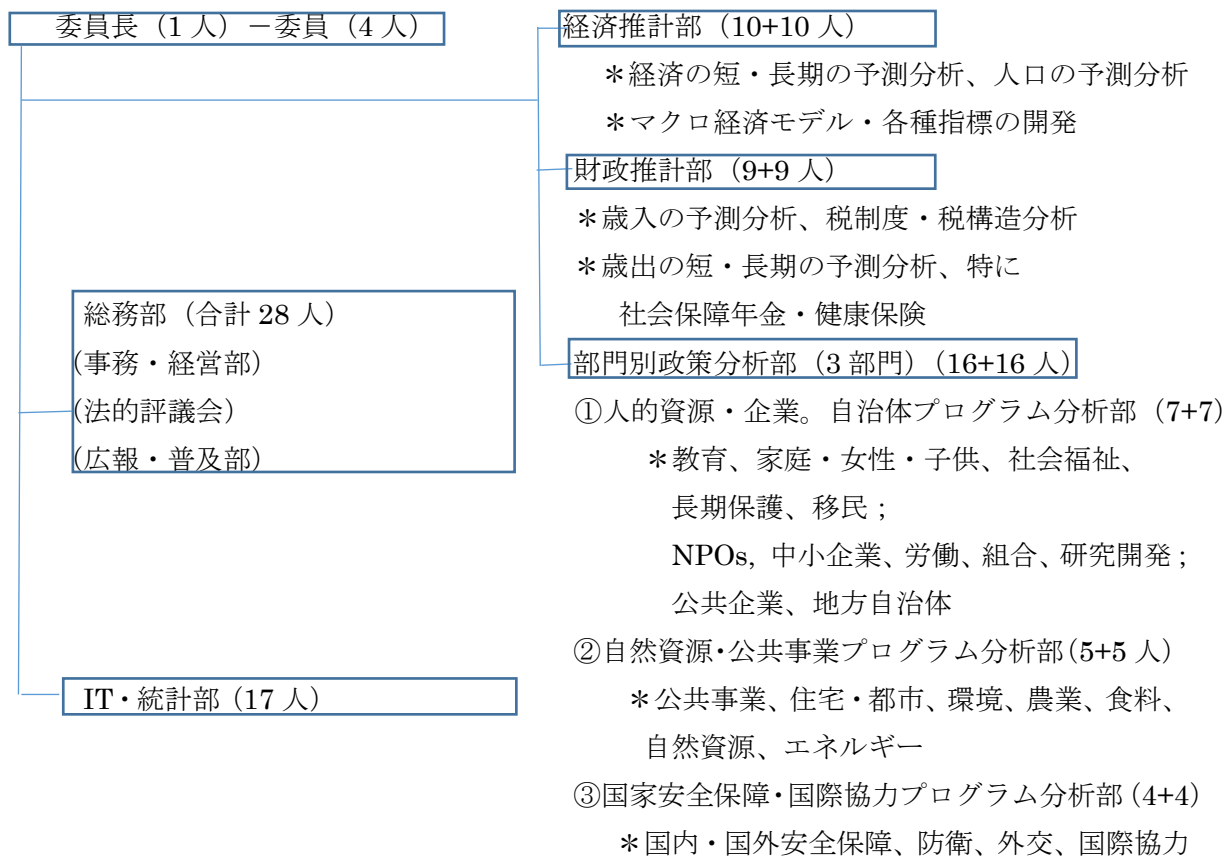 委員長（1 人）－委員（4 人）
経済推計部（10+10 人）
＊経済の短・長期の予測分析、人口の予測分析
＊マクロ経済モデル・各種指標の開発
財政推計部（9+9 人）
＊歳入の予測分析、税制度・税構造分析
＊歳出の短・長期の予測分析、特に
社会保障年金・健康保険
総務部（合計 28 人）
(事務・経営部）
(法的評議会）
(広報・普及部）
部門別政策分析部（3 部門）（16+16 人）
①人的資源・企業。自治体プログラム分析部（7+7）
＊教育、家庭・女性・子供、社会福祉、
長期保護、移民；
NPOs, 中小企業、労働、組合、研究開発；
公共企業、地方自治体
②自然資源・公共事業プログラム分析部（5+5 人）
＊公共事業、住宅・都市、環境、農業、食料、
自然資源、エネルギー
③国家安全保障・国際協力プログラム分析部（4+4）
＊国内・国外安全保障、防衛、外交、国際協力
IT・統計部（17 人）